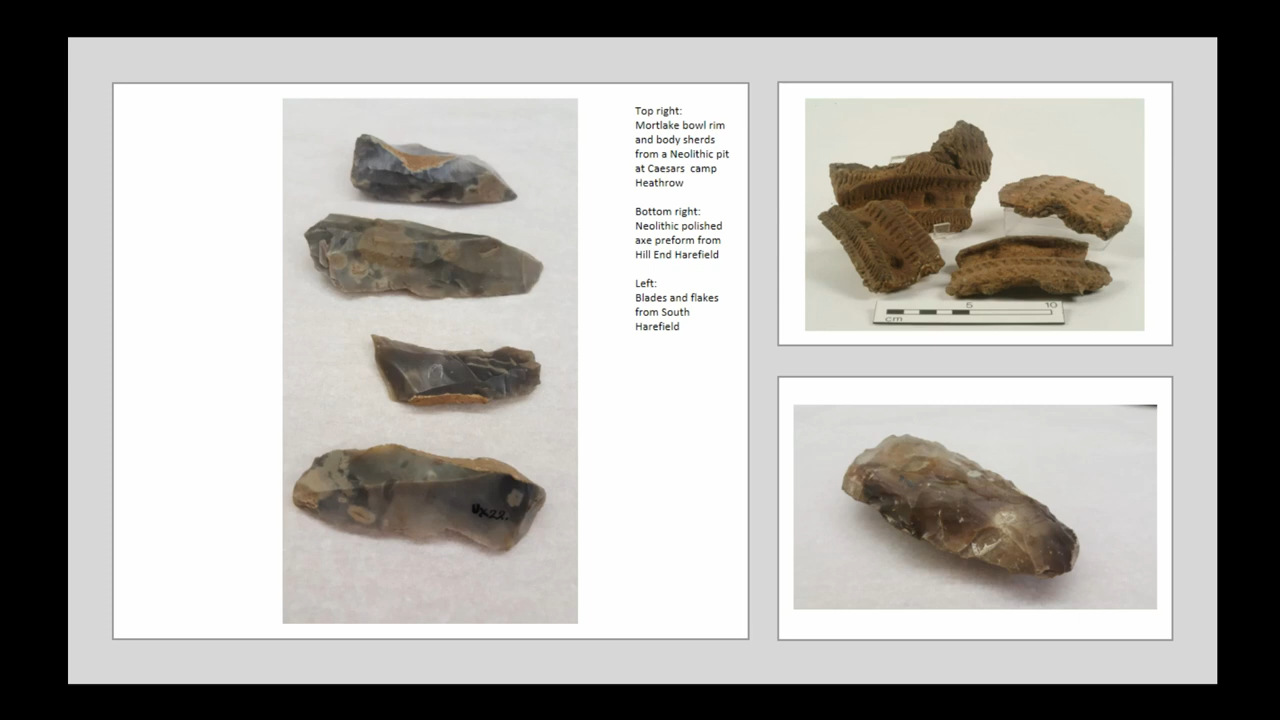 Top right:
Mortlake bowl rim
and body sherds
from a Neolithic pit
at Caesars camp
Heathrow
Bottom right:
Neolithic polished
axe preform from
Hill End Harefield
Left:
Blades and flakes
from South
Harefield
5 10
cm